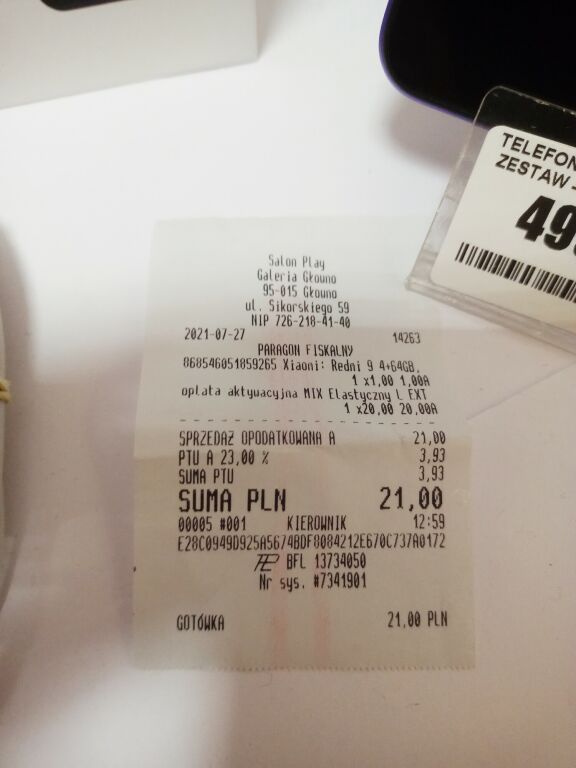 TELEFON
ZESTAW -
49
Salon Play
Galeria Głowno
95-015 Głowno
ul. Sikorskiego 59
NIP 726-218-41-40
2021-07-27 14263
PARAGON FISKALNY
868546051859265 Xiaomi: Redmi 9 4+64GB,
1 x1,00 1,00A
opłata aktywacyjna MIX Elastyczny L EXT
1 x20,00 20,00A
SPRZEDAŻ OPODATKOWANA A 21,00
PTU A 23,00 % 3,93
SUMA PTU 3,93
SUMA PLN 21,00
00005 #001 KIEROWNIK 12:59
E28C0949D925A5674BDF8084212E670C737A0172
BFL 13734050
Nr sys. #7341901
GOTÓWKA 21,00 PLN